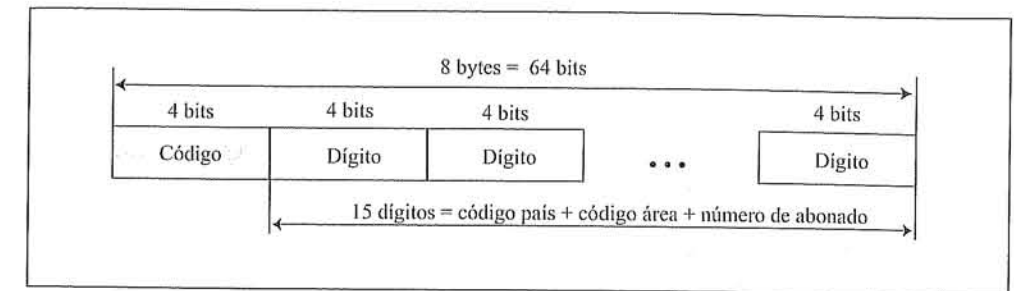 8 bytes = 64 bits
4 bits 4 bits 4 bits 4 bits
Código Dígito Dígito ... Dígito
15 dígitos = código país + código área + número de abonado